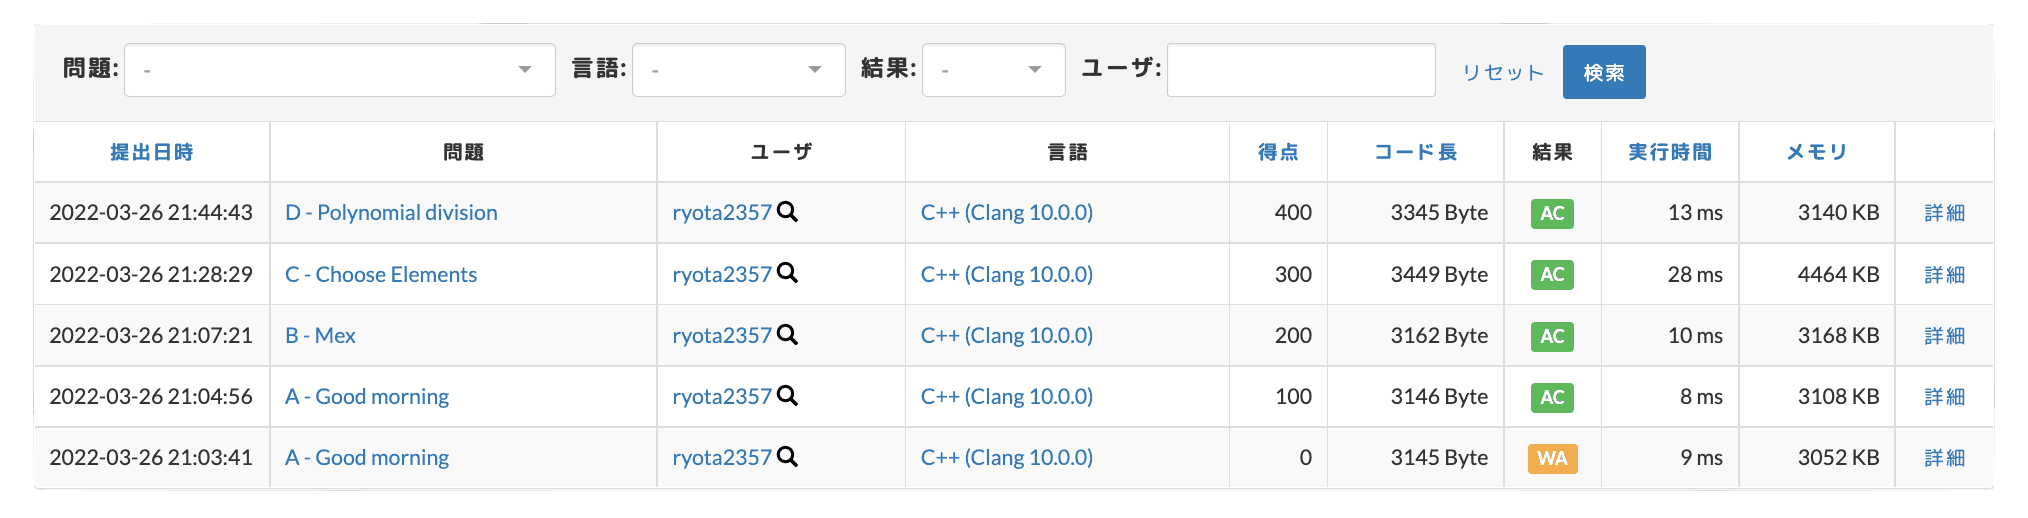 問題: - 言語: - 結果: - ユーザ: リセット 検索
提出日時 問題 ユーザ 言語 得点 コード長 結果 実行時間 メモリ
2022-03-26 21:44:43 D - Polynomial division ryota2357 C++ (Clang 10.0.0) 400 3345 Byte AC 13 ms 3140 KB 詳細
2022-03-26 21:28:29 C - Choose Elements ryota2357 C++ (Clang 10.0.0) 300 3449 Byte AC 28 ms 4464 KB 詳細
2022-03-26 21:07:21 B - Mex ryota2357 C++ (Clang 10.0.0) 200 3162 Byte AC 10 ms 3168 KB 詳細
2022-03-26 21:04:56 A - Good morning ryota2357 C++ (Clang 10.0.0) 100 3146 Byte AC 8 ms 3108 KB 詳細
2022-03-26 21:03:41 A - Good morning ryota2357 C++ (Clang 10.0.0) 0 3145 Byte WA 9 ms 3052 KB 詳細